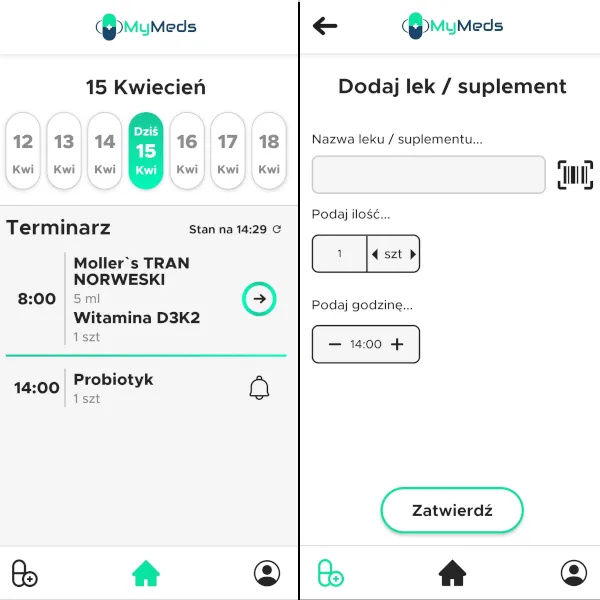 MyMeds
15 Kwiecień
12 13 14 Dziś 15 16 17 18
Kwi Kwi Kwi Kwi Kwi Kwi Kwi
Terminarz
Stan na 14:29
8:00
Moller`s TRAN
NORWESKI
5 ml
Witamina D3K2
1 szt
14:00
Probiotyk
1 szt
MyMeds
Dodaj lek / suplement
Nazwa leku / suplementu...
Podaj ilość...
1 szt
Podaj godzinę...
14:00
Zatwierdź